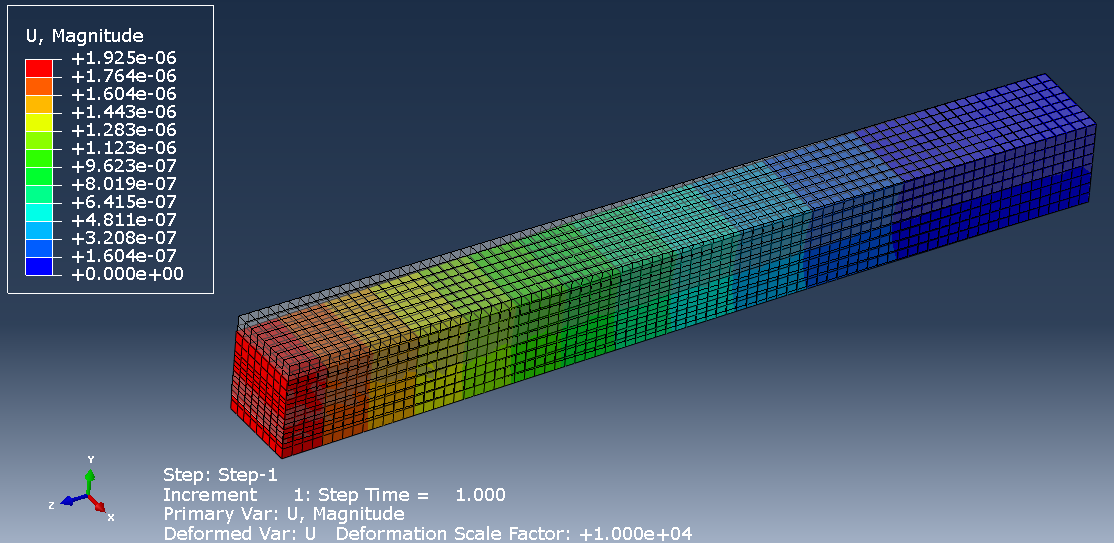 U, Magnitude
+1.925e-06
+1.764e-06
+1.604e-06
+1.443e-06
+1.283e-06
+1.123e-06
+9.623e-07
+8.019e-07
+6.415e-07
+4.811e-07
+3.208e-07
+1.604e-07
+0.000e+00
Y
Z
X
Step: Step-1
Increment 1: Step Time = 1.000
Primary Var: U, Magnitude
Deformed Var: U Deformation Scale Factor: +1.000e+04